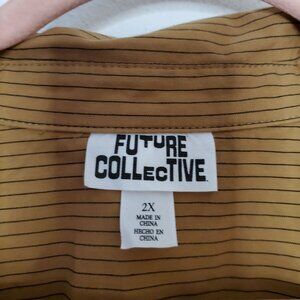 FUTURE
COLLECTIVE
2X
MADE IN
CHINA
HECHO EN
CHINA